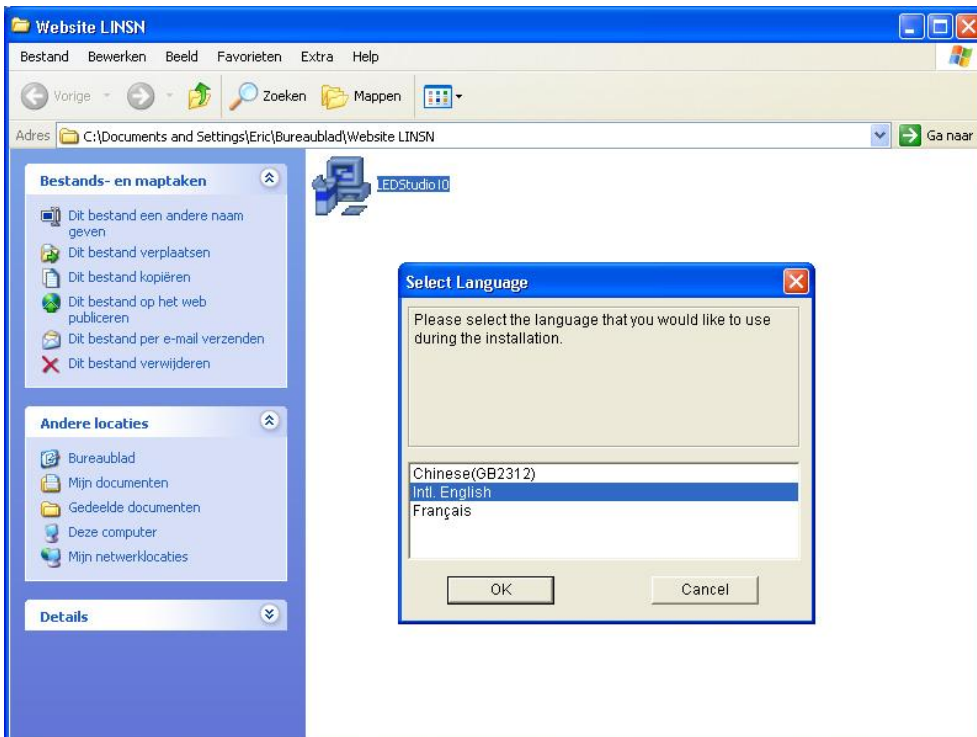 Website LINSN
Bestand Bewerken Beeld Favorieten Extra Help
Vorige Zoeken Mappen
Adres C:\Documents and Settings\Eric\Bureaublad\Website LINSN Ga naar
Bestands- en maptaken
Dit bestand een andere naam
geven
Dit bestand verplaatsen
Dit bestand kopiëren
Dit bestand op het web
publiceren
Dit bestand per e-mail verzenden
Dit bestand verwijderen
Andere locaties
Bureaublad
Mijn documenten
Gedeelde documenten
Deze computer
Mijn netwerklocaties
Details
LEDStudio10
Select Language
Please select the language that you would like to use
during the installation.
Chinese(GB2312)
Intl. English
Français
OK Cancel